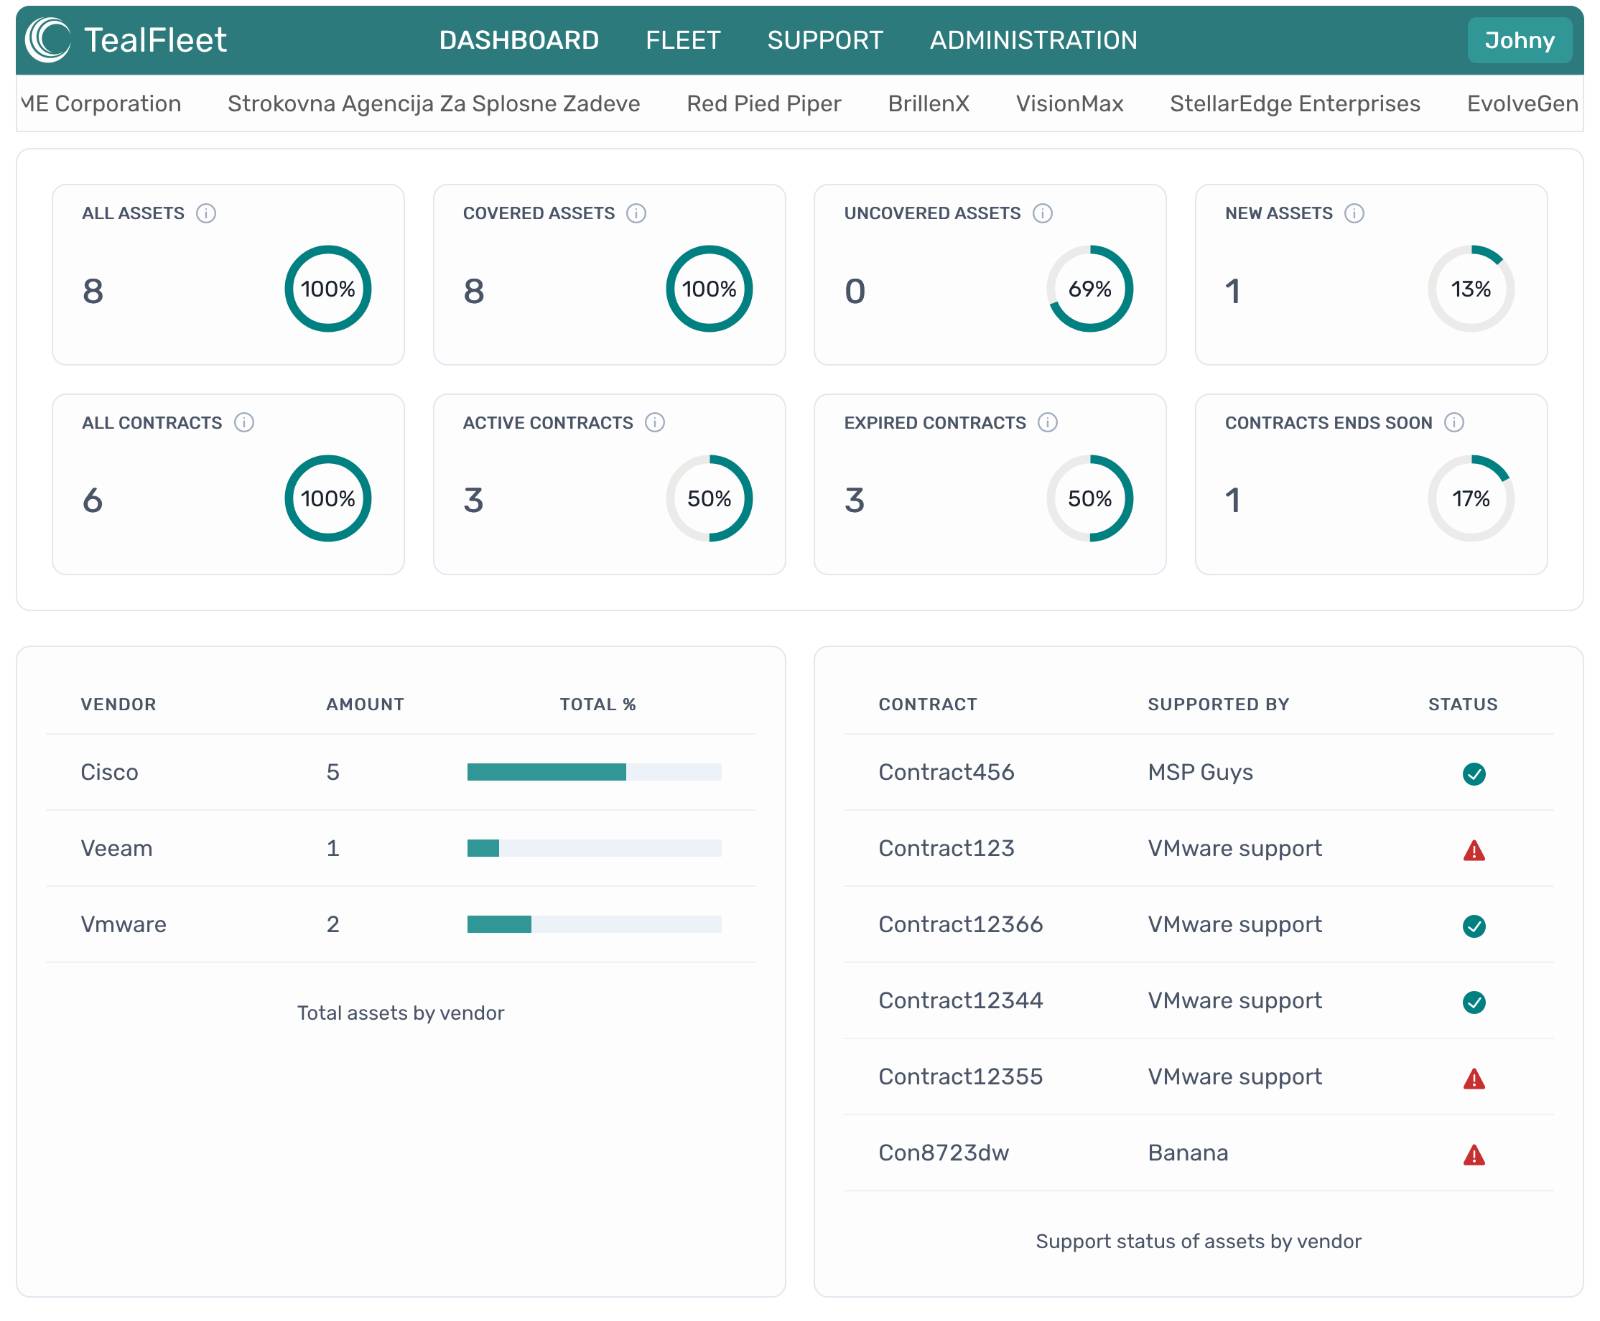 TealFleet DASHBOARD FLEET SUPPORT ADMINISTRATION Johny
ME Corporation Strokovna Agencija Za Splosne Zadeve Red Pied Piper BrillenX VisionMax StellarEdge Enterprises EvolveGen
ALL ASSETS COVERED ASSETS UNCOVERED ASSETS NEW ASSETS
8 100% 8 100% 0 69% 1 13%
ALL CONTRACTS ACTIVE CONTRACTS EXPIRED CONTRACTS CONTRACTS ENDS SOON
6 100% 3 50% 3 50% 1 17%
VENDOR AMOUNT TOTAL %
Cisco 5
Veeam 1
Vmware 2
Total assets by vendor
CONTRACT SUPPORTED BY STATUS
Contract456 MSP Guys
Contract123 VMware support
Contract12366 VMware support
Contract12344 VMware support
Contract12355 VMware support
Con8723dw Banana
Support status of assets by vendor